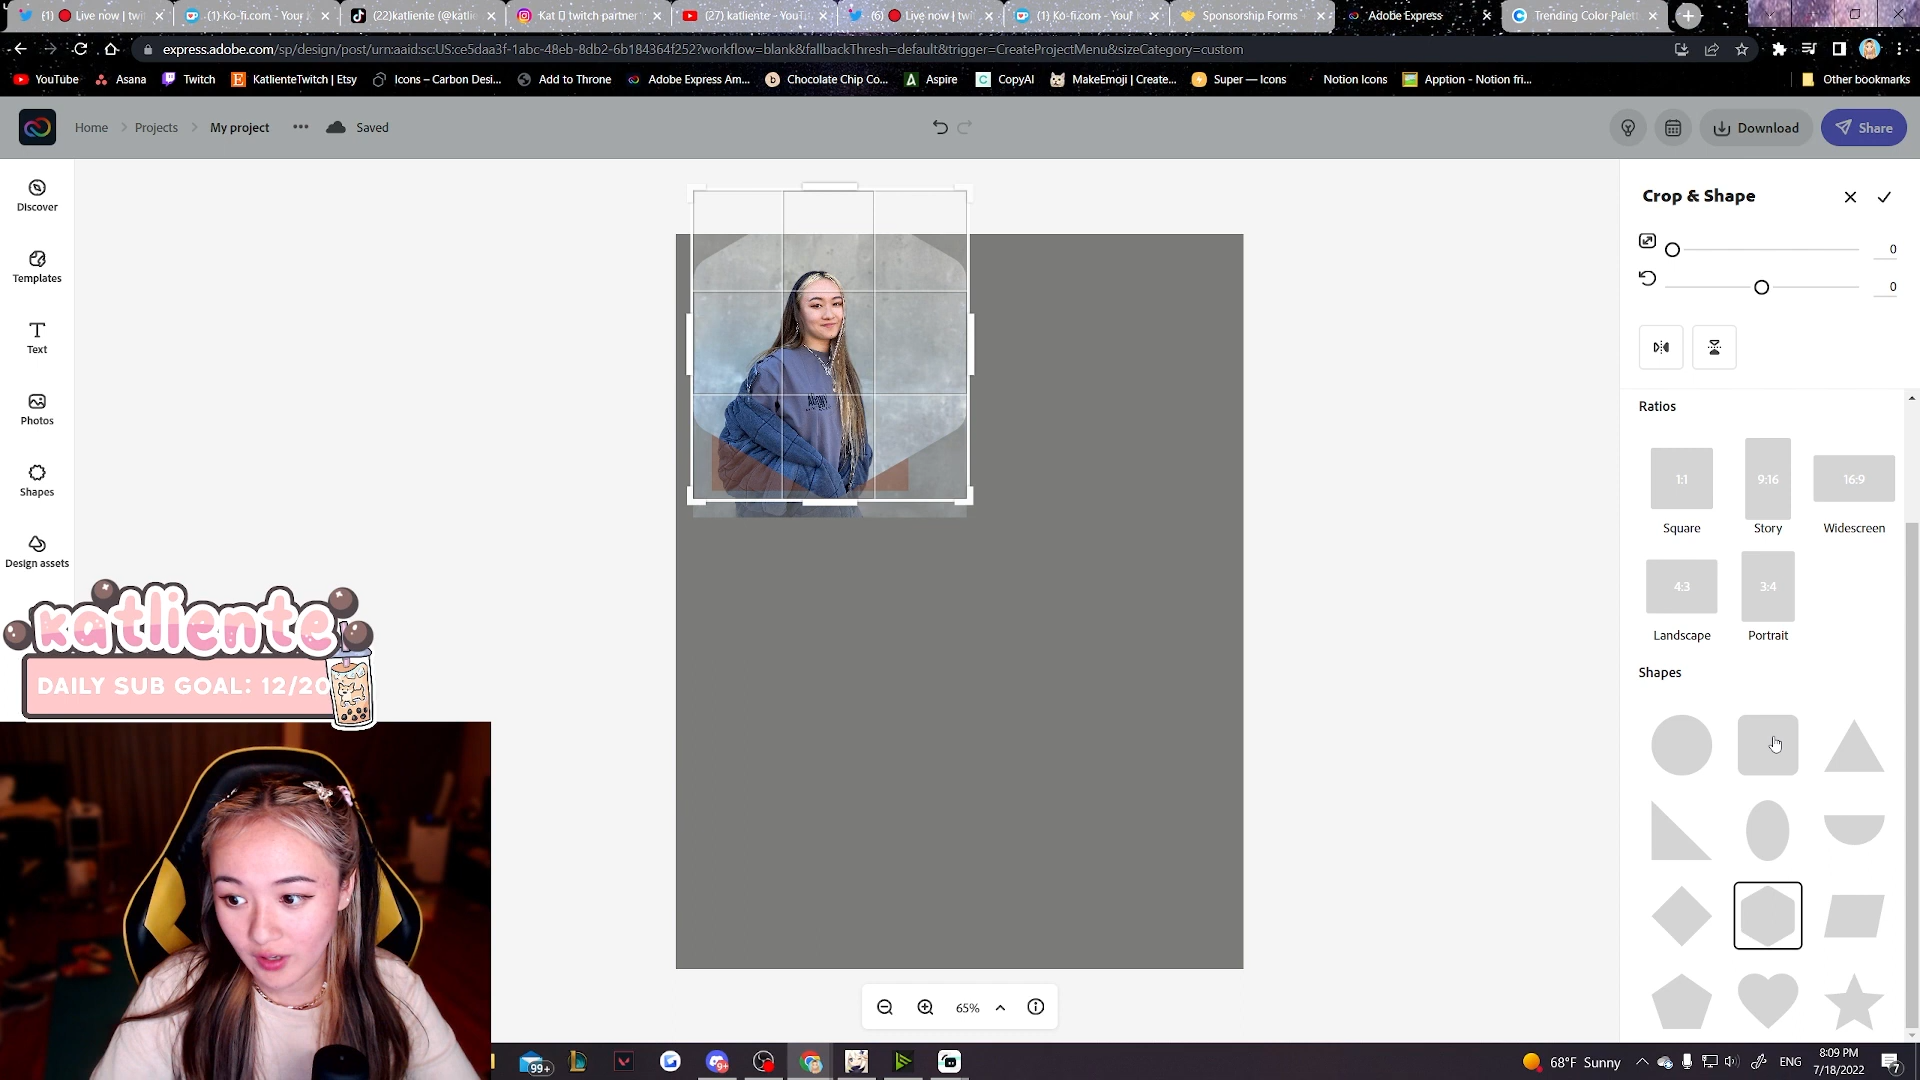 (1) 🔴 Live now | twi
(1) Ko-fi.com - Your
(22)katliente (@katlie
Kat twitch partner
(27) katliente - YouTu
(6) 🔴 Live now | twi
(1) Ko-fi.com - Your
Sponsorship Forms
Adobe Express
Trending Color Palett
express.adobe.com/sp/design/post/urn:aaid:sc:US:ce5daa3f-1abc-48eb-8db2-6b184364f252?workflow=blank&fallbackThresh=default&trigger=CreateProjectMenu&sizeCategory=custom
YouTube
Asana
Twitch
KatlienteTwitch | Etsy
Icons – Carbon Desi...
Add to Throne
Adobe Express Am...
Chocolate Chip Co...
Aspire
CopyAI
MakeEmoji | Create...
Super — Icons
Notion Icons
Apption - Notion fri...
Other bookmarks
Home
Projects
My project
Saved
Download
Share
Discover
Templates
Text
Photos
Shapes
Design assets
Crop & Shape
0
0
Ratios
1:1
9:16
16:9
Square
Story
Widescreen
4:3
3:4
Landscape
Portrait
Shapes
katliente
DAILY SUB GOAL: 12/20
65%
99+
9+
68°F Sunny
ENG
8:09 PM
7/18/2022
7